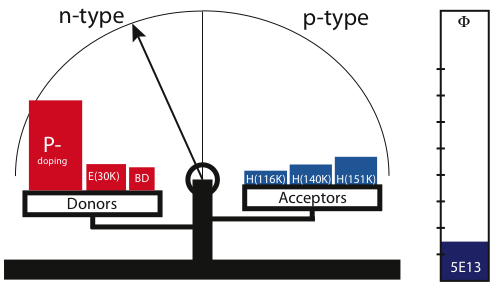 n-type
p-type
Φ
P-
doping
E(30K)
BD
H(116K)
H(140K)
H(151K)
Donors
Acceptors
5E13